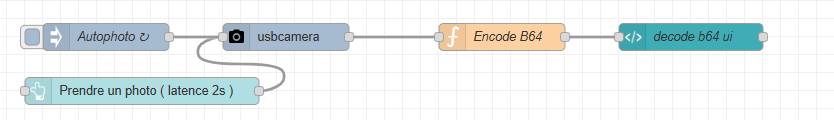 Autophoto ↻
usbcamera
Encode B64
decode b64 ui
Prendre un photo ( latence 2s )